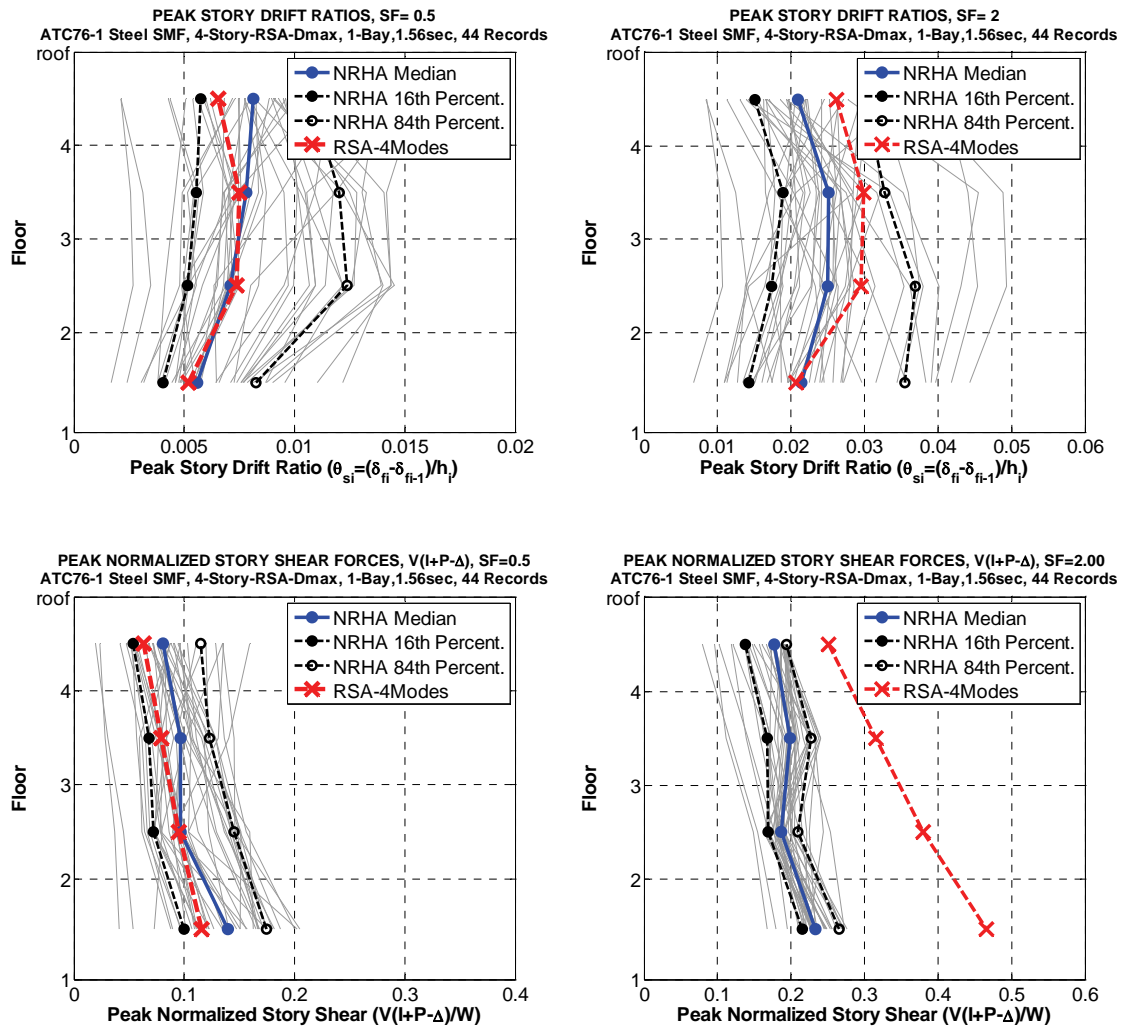 PEAK STORY DRIFT RATIOS, SF= 0.5
ATC76-1 Steel SMF, 4-Story-RSA-Dmax, 1-Bay,1.56sec, 44 Records
roof
4
3
2
1
Floor
NRHA Median
NRHA 16th Percent.
NRHA 84th Percent.
RSA-4Modes
0 0.005 0.01 0.015 0.02
Peak Story Drift Ratio (θsi=(δfi-δfi-1)/hi)
PEAK STORY DRIFT RATIOS, SF= 2
ATC76-1 Steel SMF, 4-Story-RSA-Dmax, 1-Bay,1.56sec, 44 Records
roof
4
3
2
1
Floor
NRHA Median
NRHA 16th Percent.
NRHA 84th Percent.
RSA-4Modes
0 0.01 0.02 0.03 0.04 0.05 0.06
Peak Story Drift Ratio (θsi=(δfi-δfi-1)/hi)
PEAK NORMALIZED STORY SHEAR FORCES, V(I+P-Δ), SF=0.5
ATC76-1 Steel SMF, 4-Story-RSA-Dmax, 1-Bay,1.56sec, 44 Records
roof
4
3
2
1
Floor
NRHA Median
NRHA 16th Percent.
NRHA 84th Percent.
RSA-4Modes
0 0.1 0.2 0.3 0.4
Peak Normalized Story Shear (V(I+P-Δ)/W)
PEAK NORMALIZED STORY SHEAR FORCES, V(I+P-Δ), SF=2.00
ATC76-1 Steel SMF, 4-Story-RSA-Dmax, 1-Bay,1.56sec, 44 Records
roof
4
3
2
1
Floor
NRHA Median
NRHA 16th Percent.
NRHA 84th Percent.
RSA-4Modes
0 0.1 0.2 0.3 0.4 0.5 0.6
Peak Normalized Story Shear (V(I+P-Δ)/W)